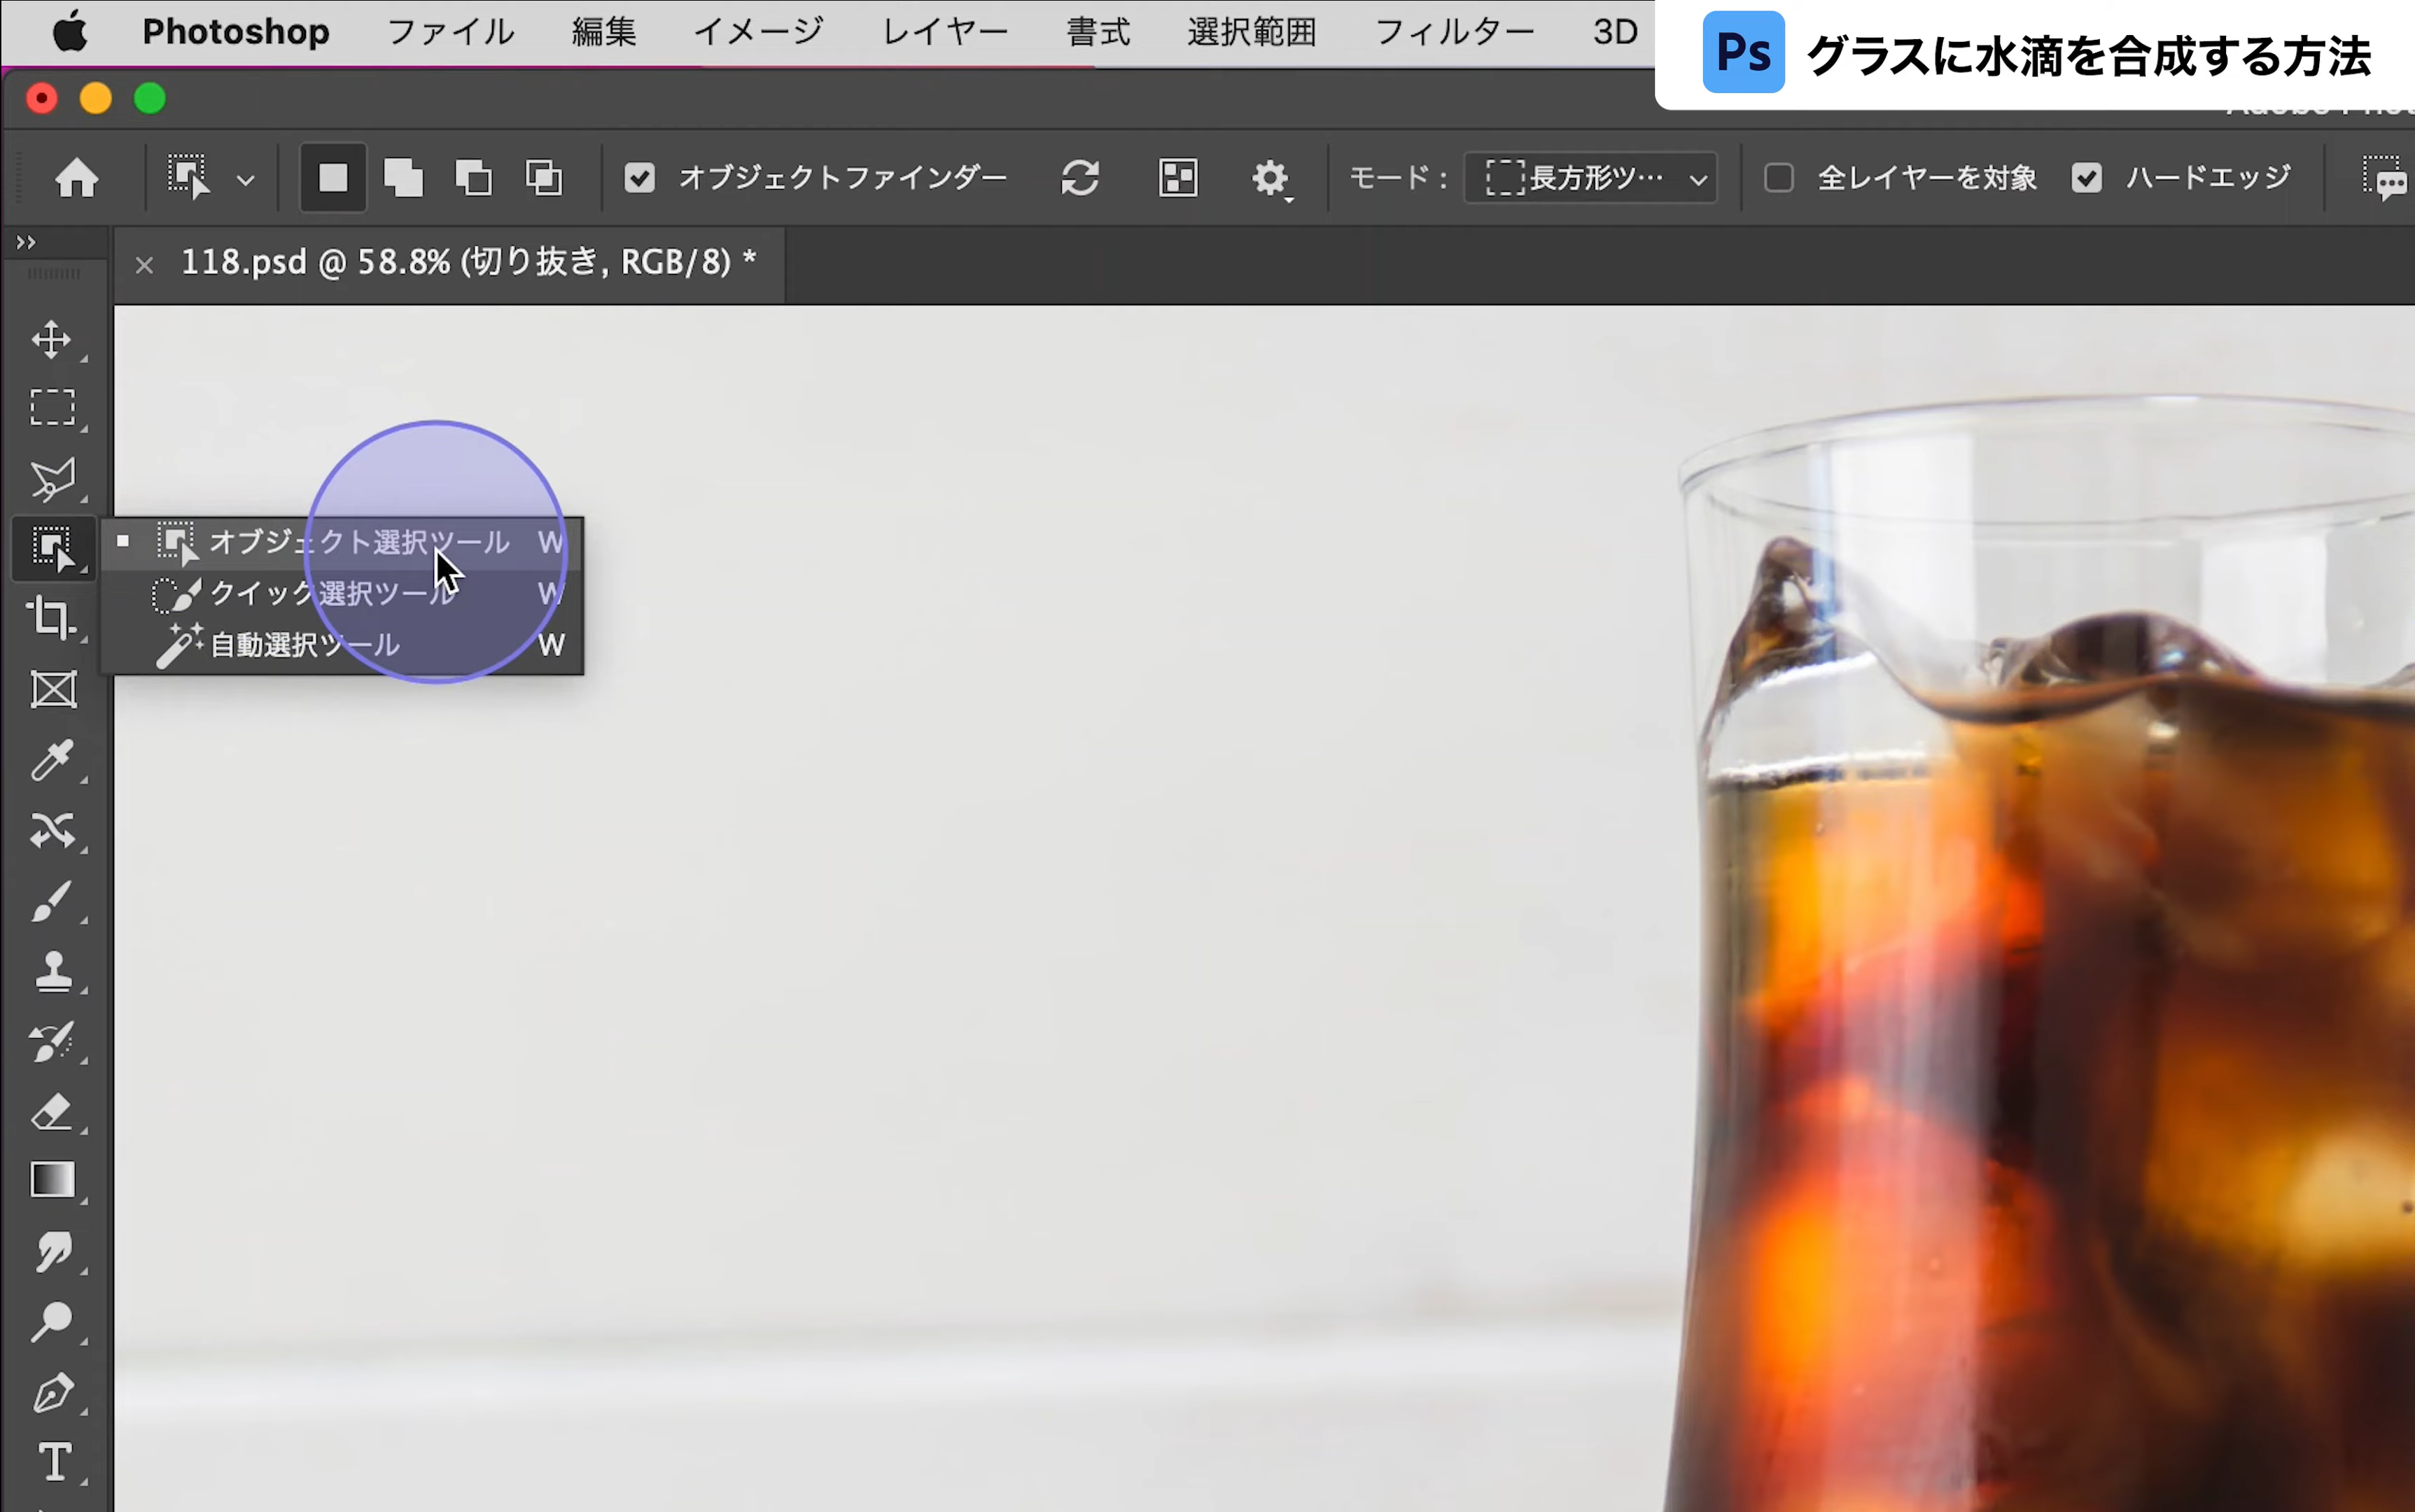 Photoshop ファイル 編集 イメージ レイヤー 書式 選択範囲 フィルター 3D
Ps グラスに水滴を合成する方法
オブジェクトファインダー モード： 長方形ツ… 全レイヤーを対象 ハードエッジ
118.psd @ 58.8% (切り抜き, RGB/8) *
オブジェクト選択ツール W
クイック選択ツール W
自動選択ツール W
T